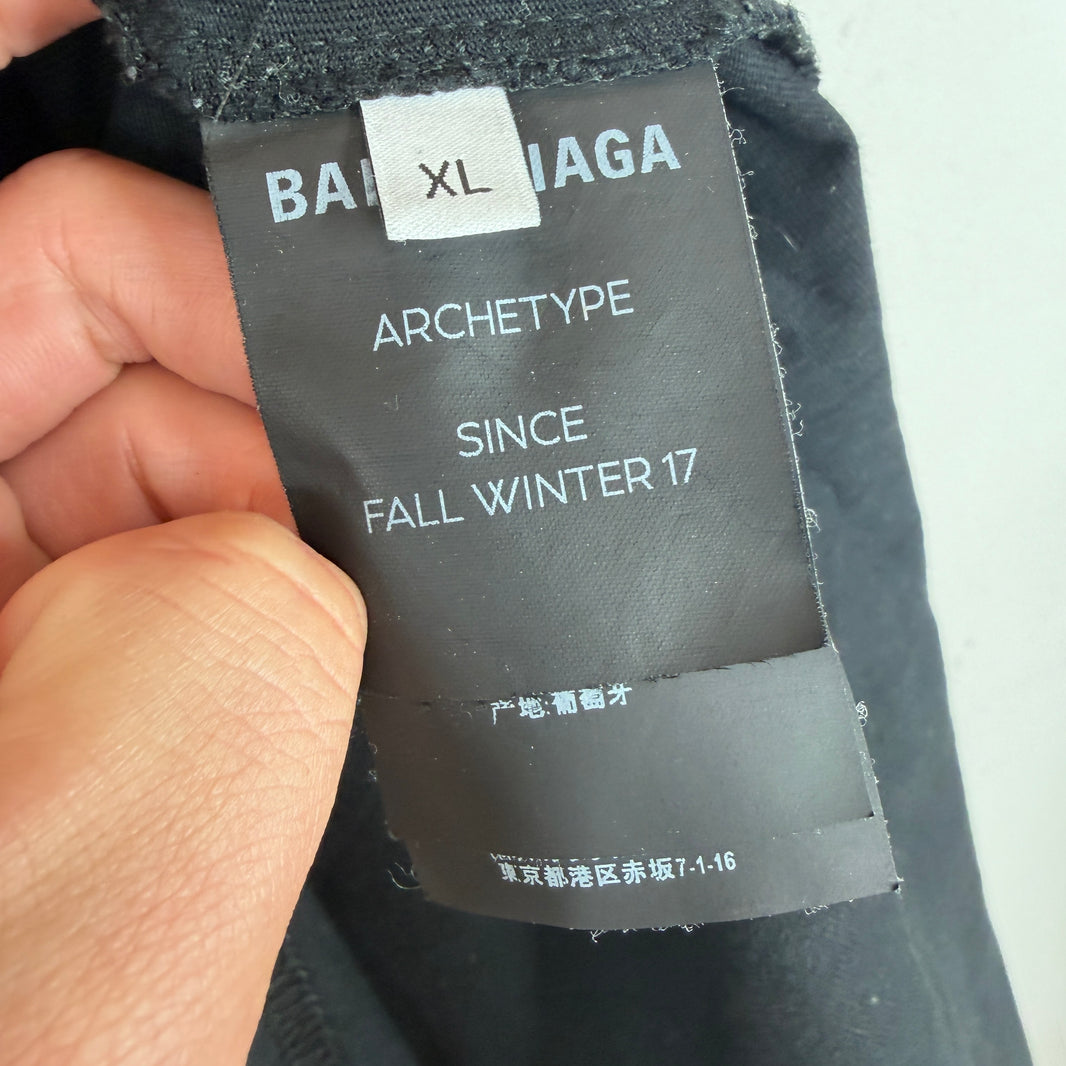 XL
BA IAGA
ARCHETYPE
SINCE
FALL WINTER 17
产地:葡萄牙
東京都港区赤坂7-1-16